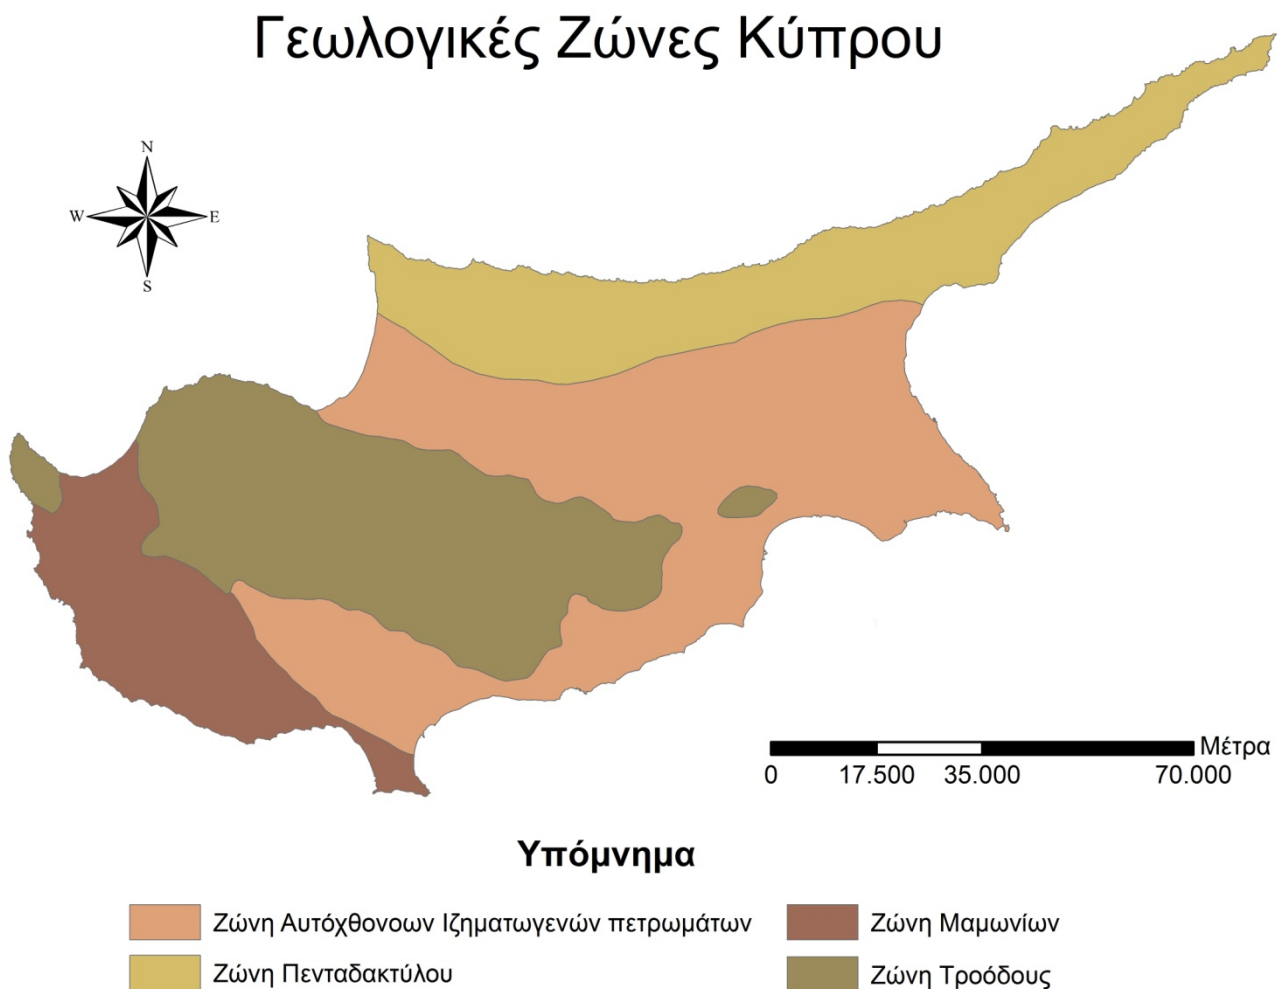 Γεωλογικές Ζώνες Κύπρου
N
W E
S
Μέτρα
0 17.500 35.000 70.000
Υπόμνημα
Ζώνη Αυτόχθονοων Ιζηματωγενών πετρωμάτων
Ζώνη Μαμωνίων
Ζώνη Πενταδακτύλου
Ζώνη Τροόδους